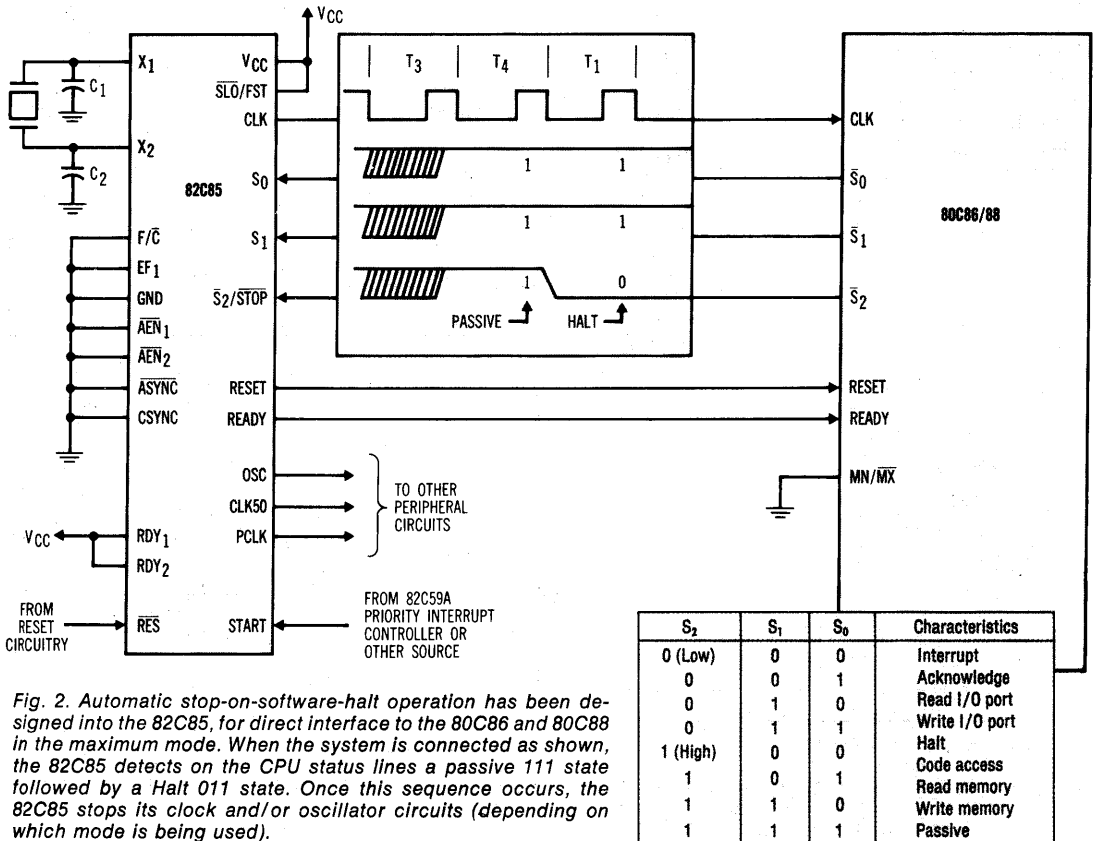 VCC
X1 VCC
C1
S̅L̅O̅/FST
CLK
X2
C2
82C85
S0
S1
F/C̅
EF1
GND S̅2/S̅T̅O̅P̅
A̅E̅N̅1
A̅E̅N̅2
A̅S̅Y̅N̅C̅ RESET
CSYNC READY
OSC
CLK50
PCLK
VCC RDY1
RDY2
FROM RESET CIRCUITRY
R̅E̅S̅ START
T3 T4 T1
1 1
1 1
1 0
PASSIVE HALT
TO OTHER
PERIPHERAL
CIRCUITS
FROM 82C59A
PRIORITY INTERRUPT
CONTROLLER OR
OTHER SOURCE
CLK
S̅0
80C86/88
S̅1
S̅2
RESET
READY
MN/M̅X̅
S2 S1 S0 Characteristics
0 (Low) 0 0 Interrupt
0 0 1 Acknowledge
0 1 0 Read I/O port
0 1 1 Write I/O port
Halt
1 (High) 0 0 Code access
1 0 1 Read memory
1 1 0 Write memory
1 1 1 Passive
Fig. 2. Automatic stop-on-software-halt operation has been de-
signed into the 82C85, for direct interface to the 80C86 and 80C88
in the maximum mode. When the system is connected as shown,
the 82C85 detects on the CPU status lines a passive 111 state
followed by a Halt 011 state. Once this sequence occurs, the
82C85 stops its clock and/or oscillator circuits (depending on
which mode is being used).